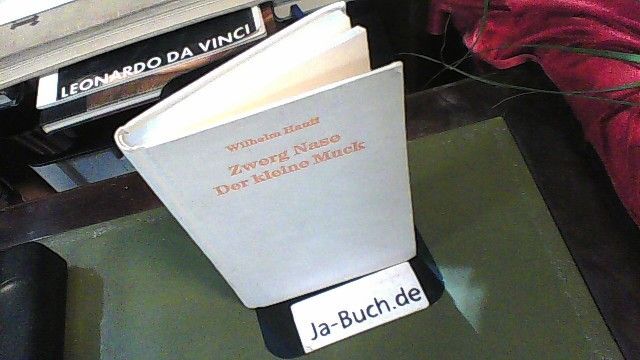 LEONARDO DA VINCI
Wilhelm Hauff
Zwerg Nase
Der kleine Muck
Ja-Buch.de